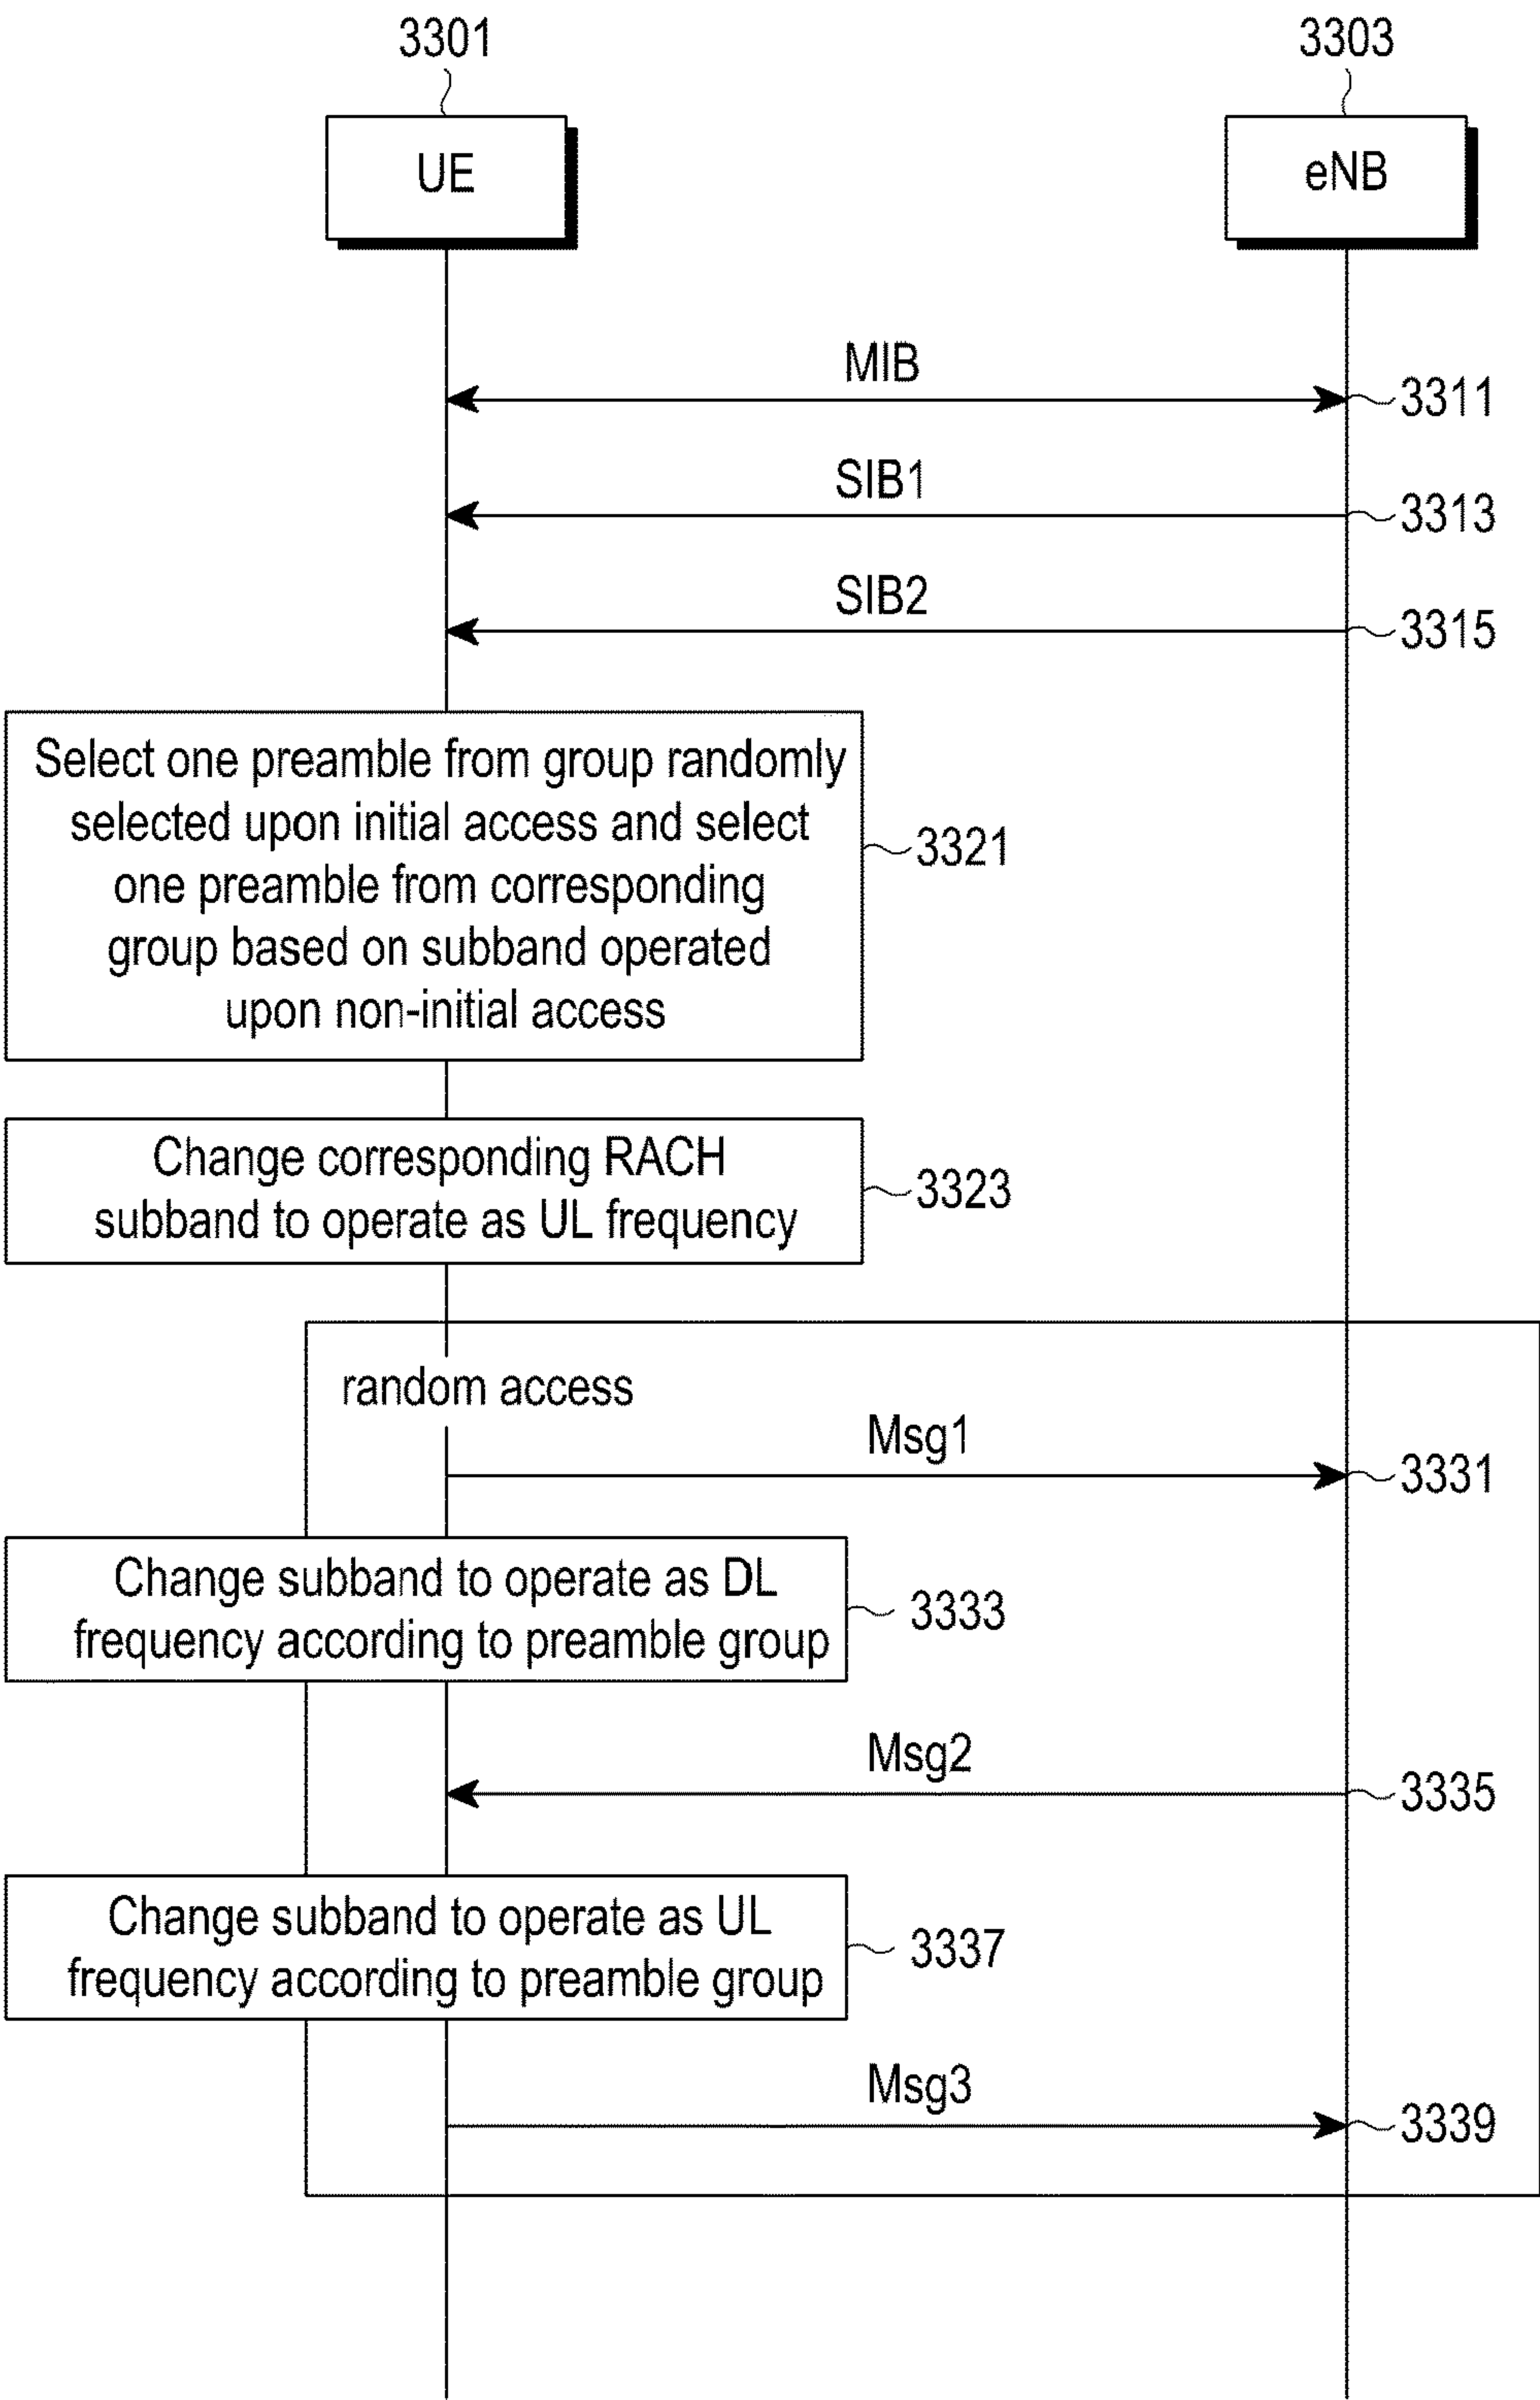 3301
3303
UE
eNB
MIB
3311
SIB1
3313
SIB2
3315
Select one preamble from group randomly
selected upon initial access and select
one preamble from corresponding
group based on subband operated
upon non-initial access
3321
Change corresponding RACH
subband to operate as UL frequency
3323
random access
Msg1
3331
Change subband to operate as DL
frequency according to preamble group
3333
Msg2
3335
Change subband to operate as UL
frequency according to preamble group
3337
Msg3
3339